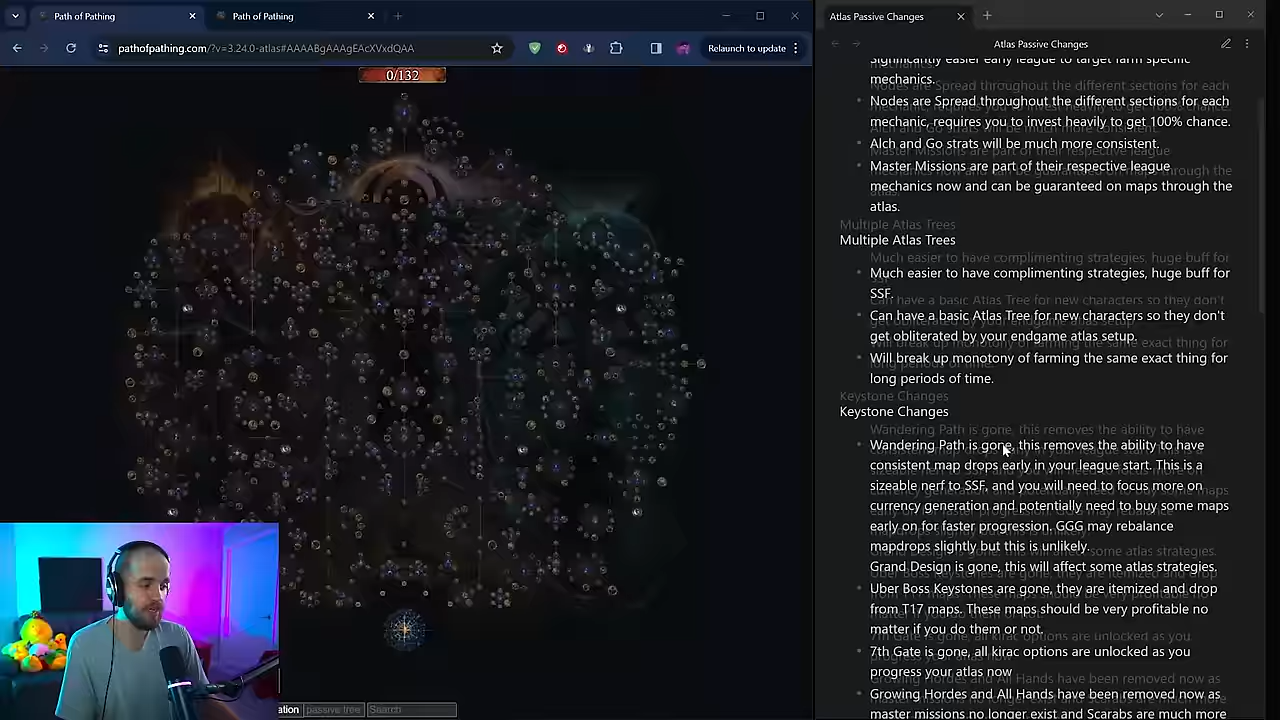 Path of Pathing
Path of Pathing
Atlas Passive Changes
pathofpathing.com/?v=3.24.0-atlas#AAAABgAAAgEAcXVxdQAA
Relaunch to update
Atlas Passive Changes
0/132
significantly easier early league to target farm specific
mechanics.
Nodes are Spread throughout the different sections for each
mechanic, requires you to invest heavily to get 100% chance.
Alch and Go strats will be much more consistent.
Master Missions are part of their respective league
mechanics now and can be guaranteed on maps through the
atlas.
Multiple Atlas Trees
Much easier to have complimenting strategies, huge buff for
SSF.
Can have a basic Atlas Tree for new characters so they don't
get obliterated by your endgame atlas setup.
Will break up monotony of farming the same exact thing for
long periods of time.
Keystone Changes
Wandering Path is gone, this removes the ability to have
consistent map drops early in your league start. This is a
sizeable nerf to SSF, and you will need to focus more on
currency generation and potentially need to buy some maps
early on for faster progression. GGG may rebalance
mapdrops slightly but this is unlikely.
Grand Design is gone, this will affect some atlas strategies.
Uber Boss Keystones are gone, they are itemized and drop
from T17 maps. These maps should be very profitable no
matter if you do them or not.
7th Gate is gone, all kirac options are unlocked as you
progress your atlas now
Growing Hordes and All Hands have been removed now as
master missions no longer exist and Scarabs are much more
passive tree
Search